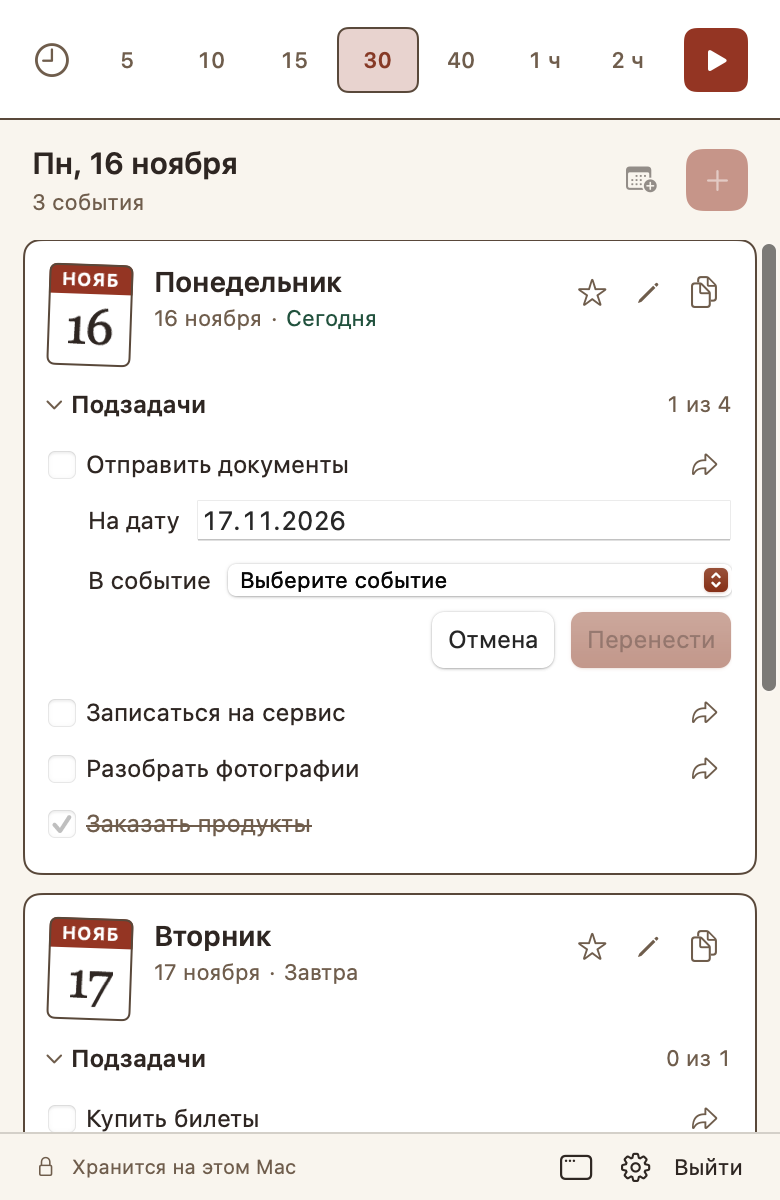 5 10 15 30 40 1 ч 2 ч
Пн, 16 ноября
3 события
НОЯБ
16
Понедельник
16 ноября · Сегодня
Подзадачи 1 из 4
Отправить документы
На дату 17.11.2026
В событие Выберите событие
Отмена Перенести
Записаться на сервис
Разобрать фотографии
Заказать продукты
НОЯБ
17
Вторник
17 ноября · Завтра
Подзадачи 0 из 1
Купить билеты
Хранится на этом Mac Выйти